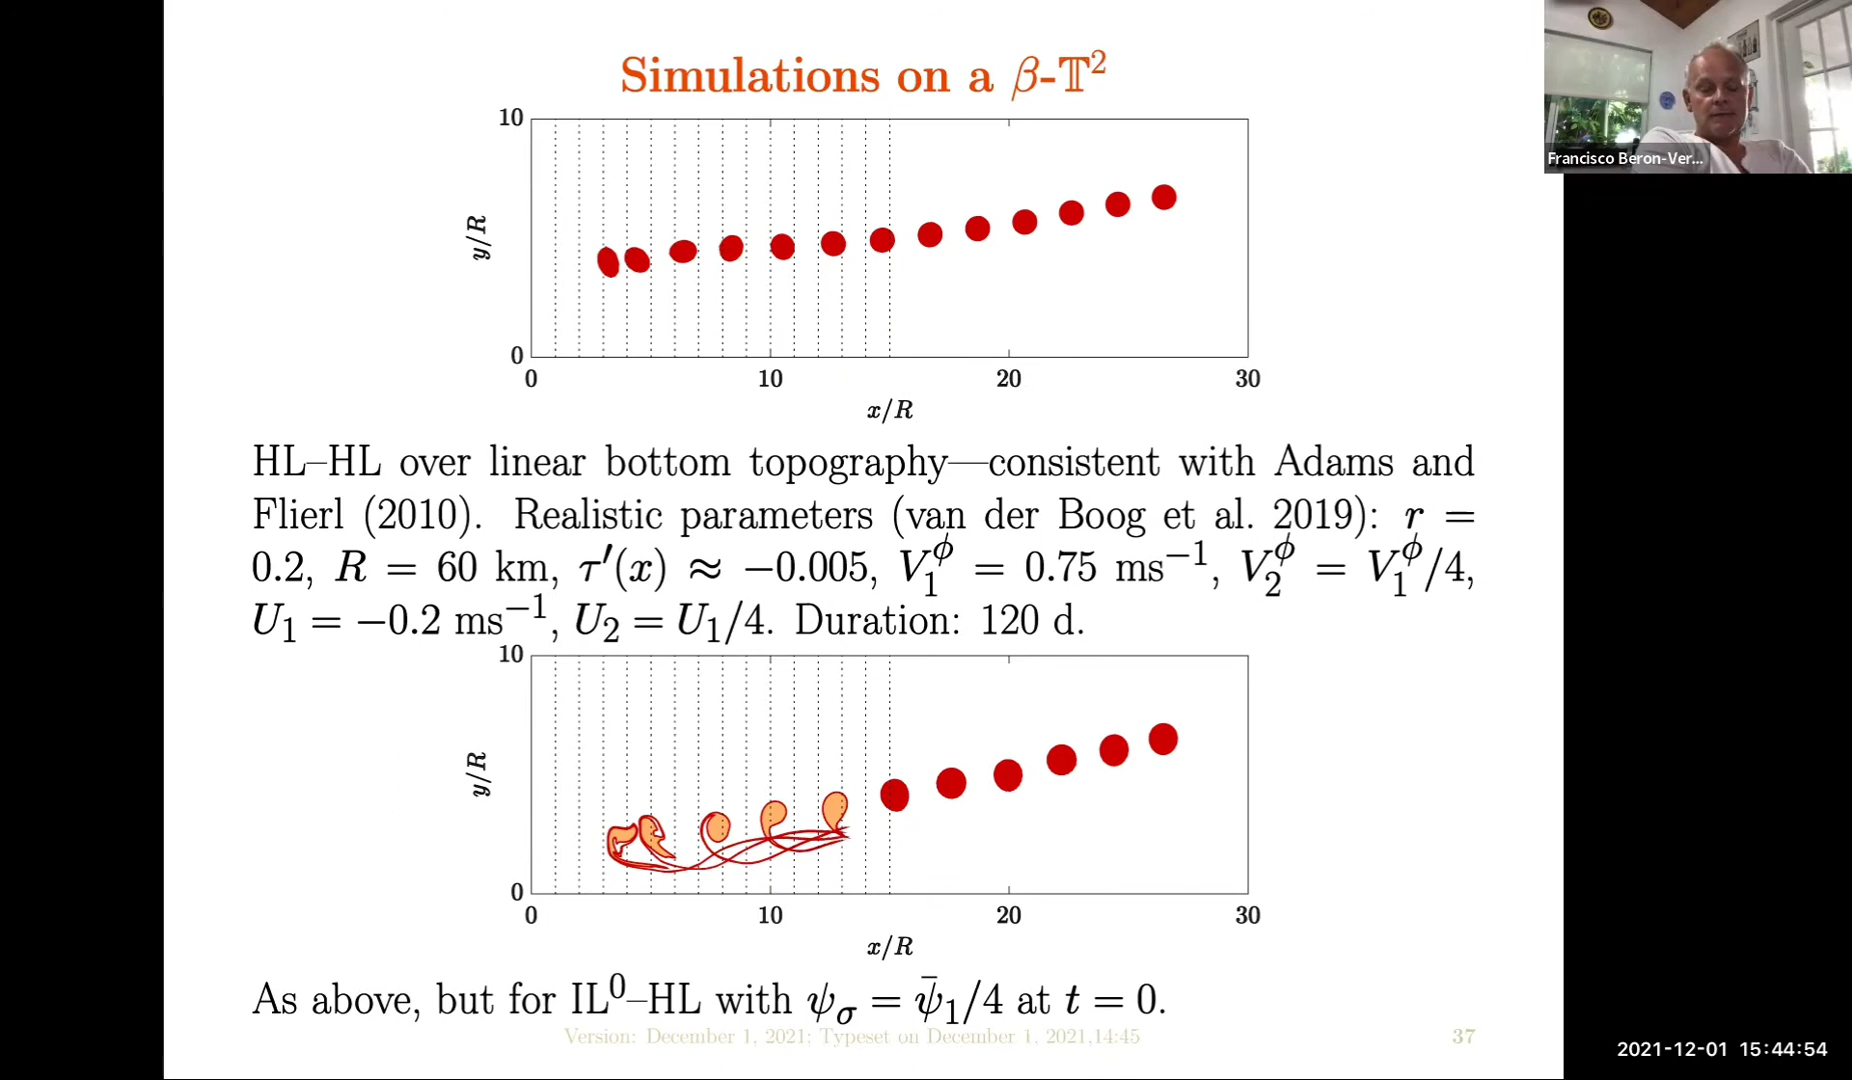 Simulations on a β-𝕋²
10
y/R
0
0 10 20 30
x/R
HL–HL over linear bottom topography—consistent with Adams and
Flierl (2010). Realistic parameters (van der Boog et al. 2019): r =
0.2, R = 60 km, τ′(x) ≈ −0.005, V₁^ϕ = 0.75 ms⁻¹, V₂^ϕ = V₁^ϕ/4,
U₁ = −0.2 ms⁻¹, U₂ = U₁/4. Duration: 120 d.
10
y/R
0
0 10 20 30
x/R
As above, but for IL⁰–HL with ψ_σ = ψ̄₁/4 at t = 0.
Version: December 1, 2021; Typeset on December 1, 2021,14:45
37
Francisco Beron-Ver...
2021-12-01 15:44:54